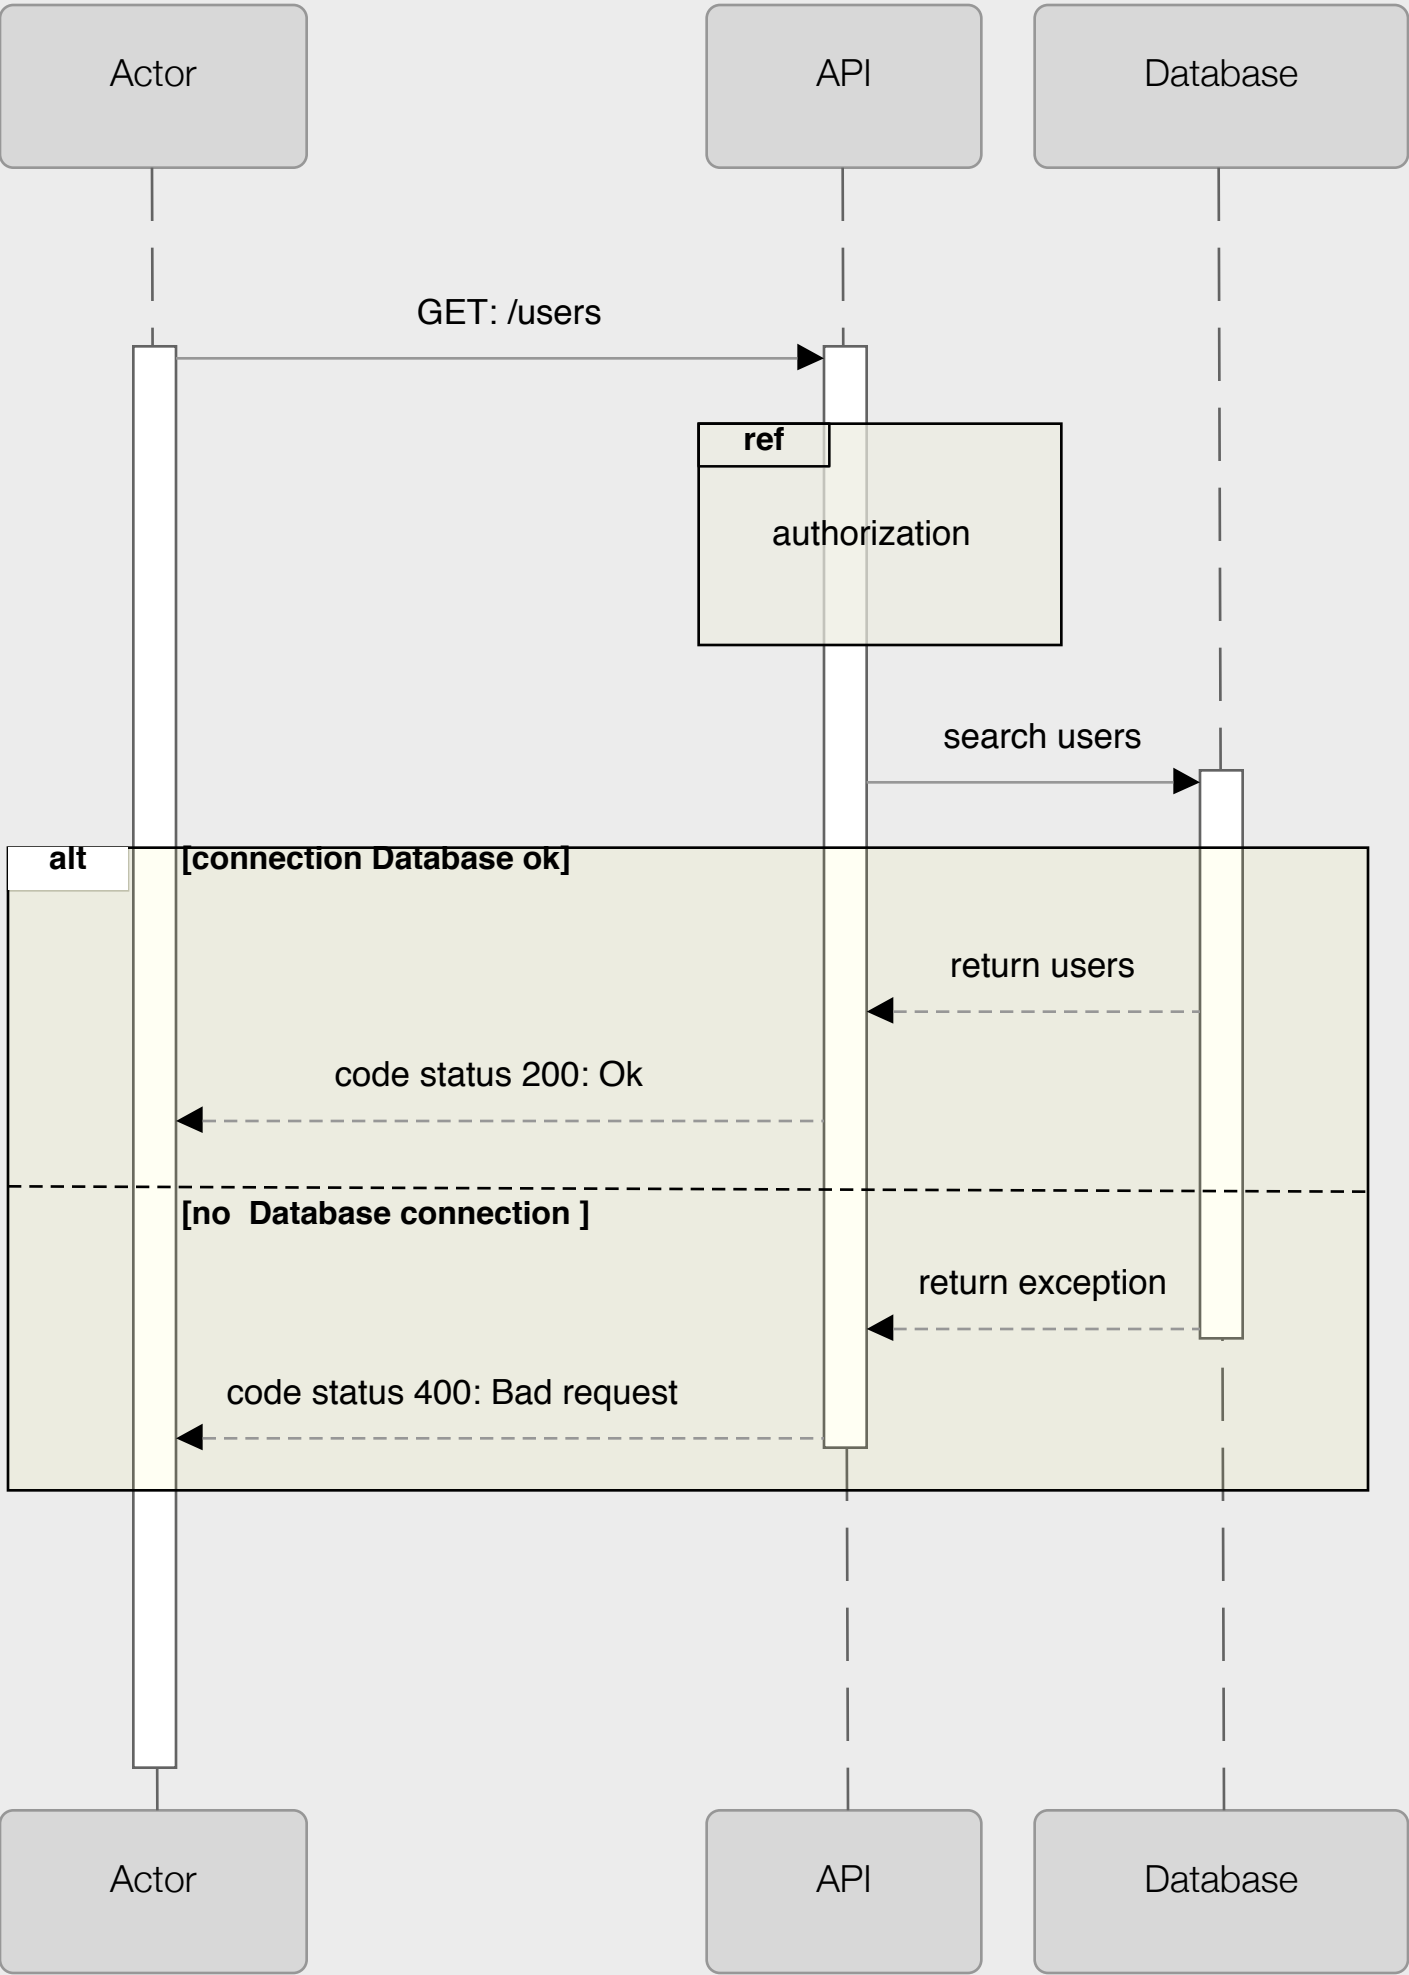 Actor
API
Database
GET: /users
ref
authorization
search users
alt
[connection Database ok]
return users
code status 200: Ok
[no  Database connection ]
return exception
code status 400: Bad request
Actor
API
Database